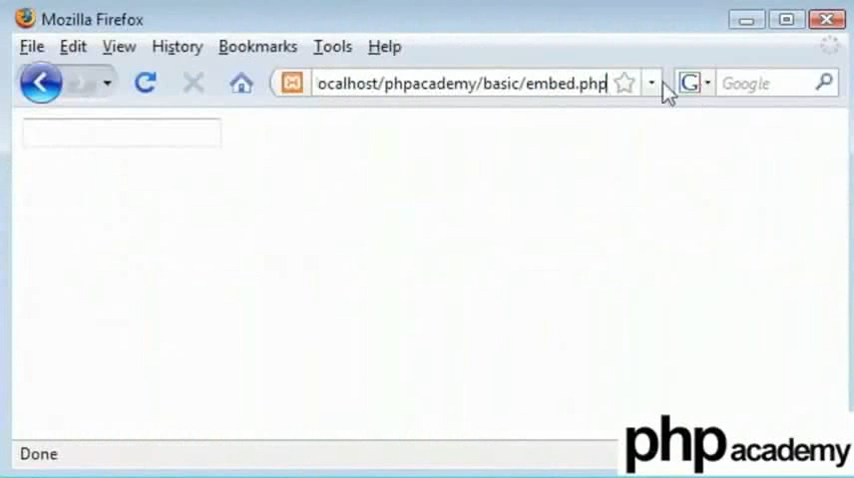 Mozilla Firefox
File Edit View History Bookmarks Tools Help
ocalhost/phpacademy/basic/embed.php G Google
Done
php academy